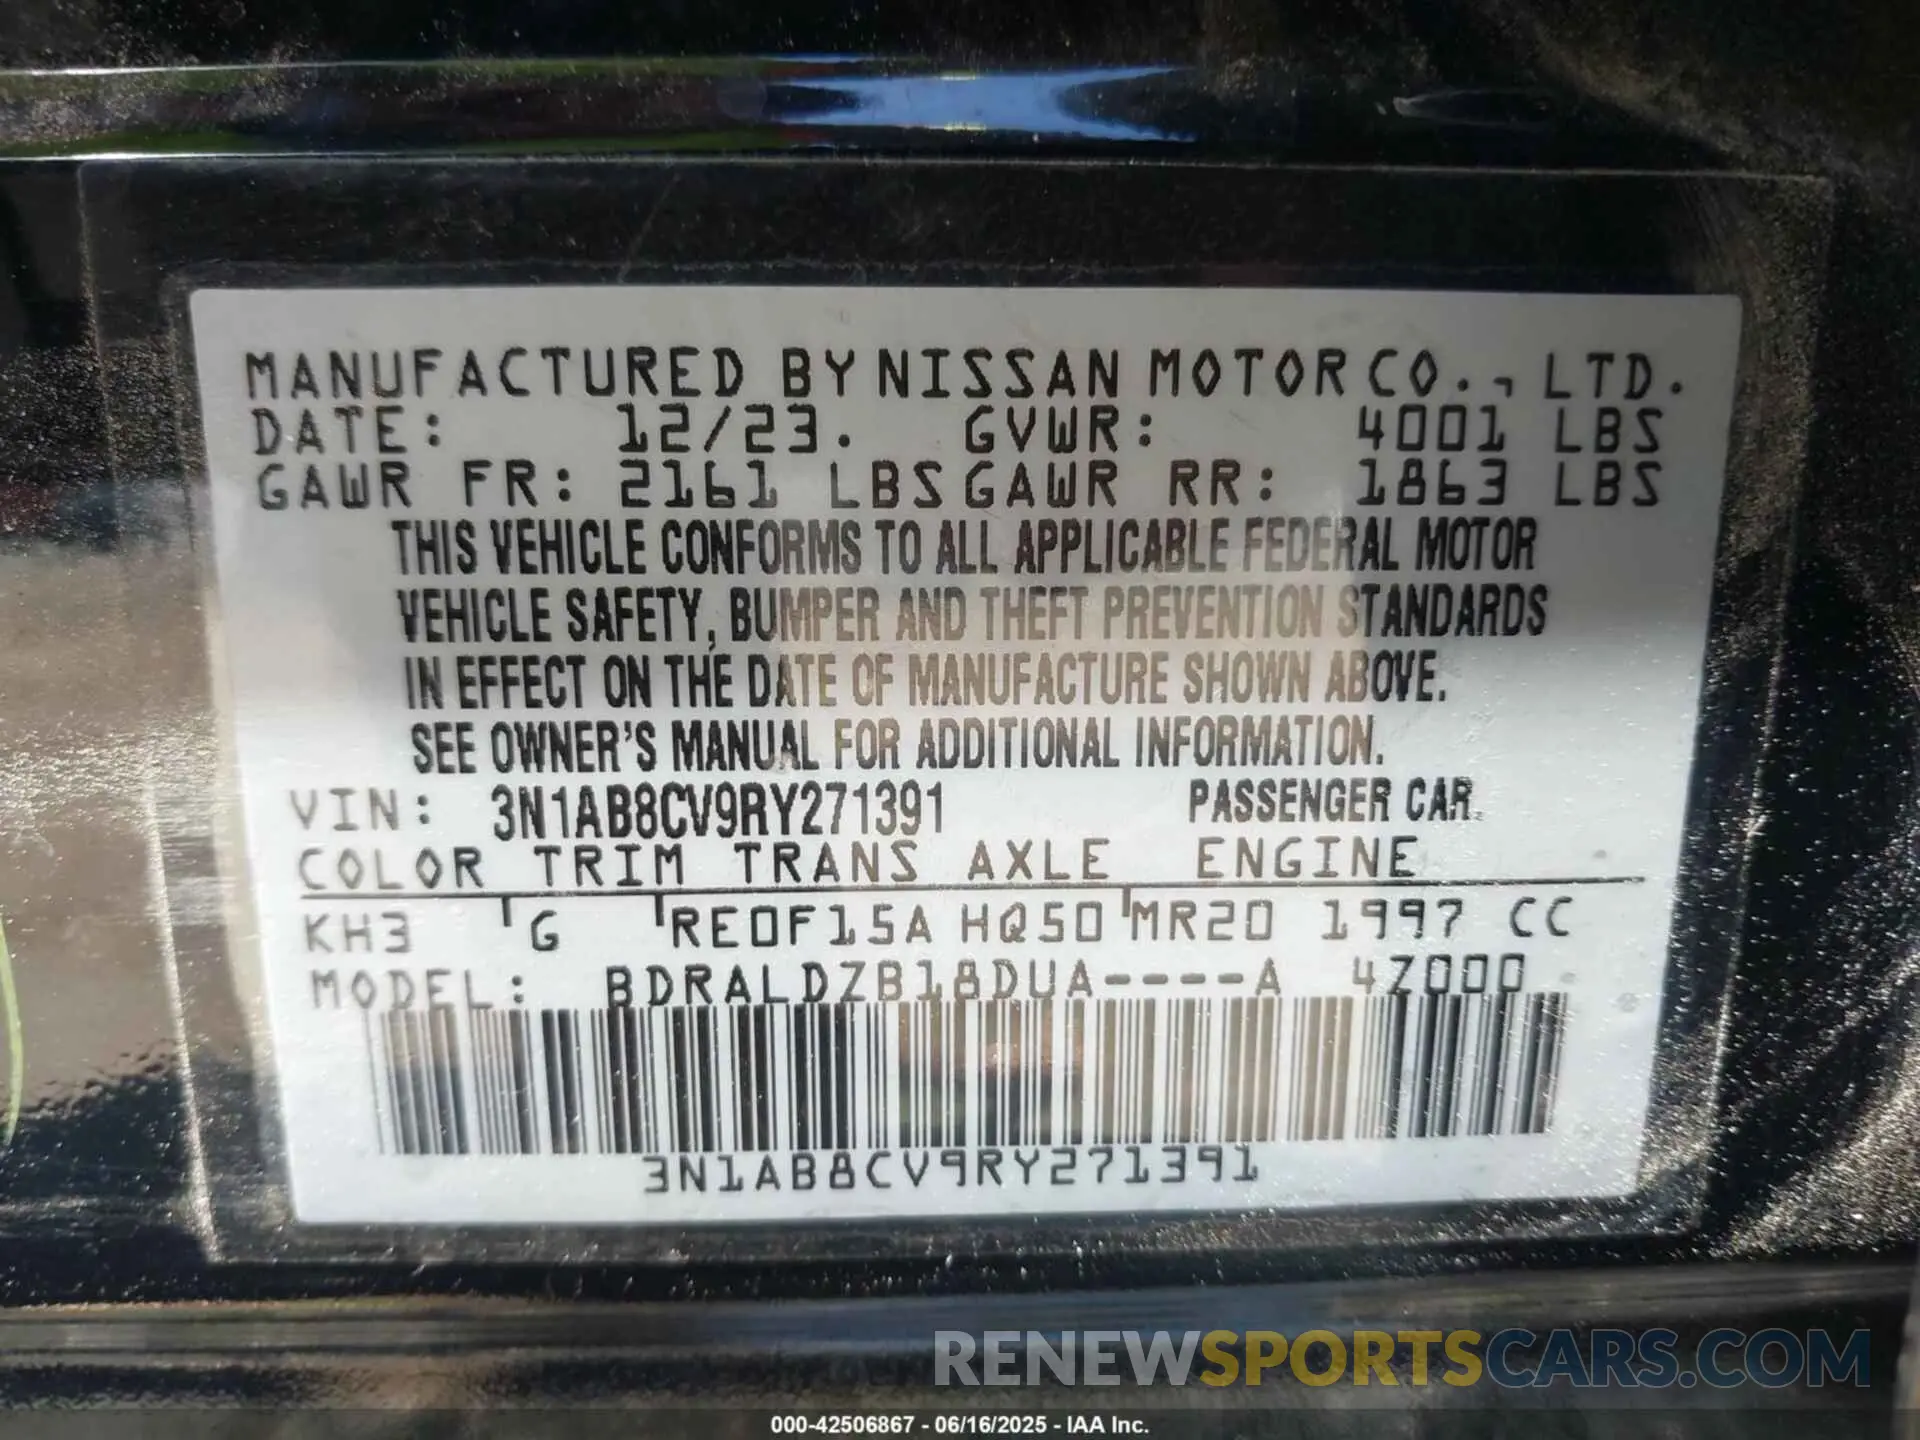 MANUFACTURED BY NISSAN MOTOR CO., LTD.
DATE: 12/23. GVWR: 4001 LBS
GAWR FR: 2161 LBS GAWR RR: 1863 LBS
THIS VEHICLE CONFORMS TO ALL APPLICABLE FEDERAL MOTOR
VEHICLE SAFETY, BUMPER AND THEFT PREVENTION STANDARDS
IN EFFECT ON THE DATE OF MANUFACTURE SHOWN ABOVE.
SEE OWNER'S MANUAL FOR ADDITIONAL INFORMATION.
VIN: 3N1AB8CV9RY271391 PASSENGER CAR
COLOR TRIM TRANS AXLE ENGINE
KH3 G RE0F15A HQ50 MR20 1997 CC
MODEL: BDRALDZB18DUA----A 4Z000
3N1AB8CV9RY271391
RENEWSPORTSCARS.COM
000-42506867 - 06/16/2025 - IAA Inc.